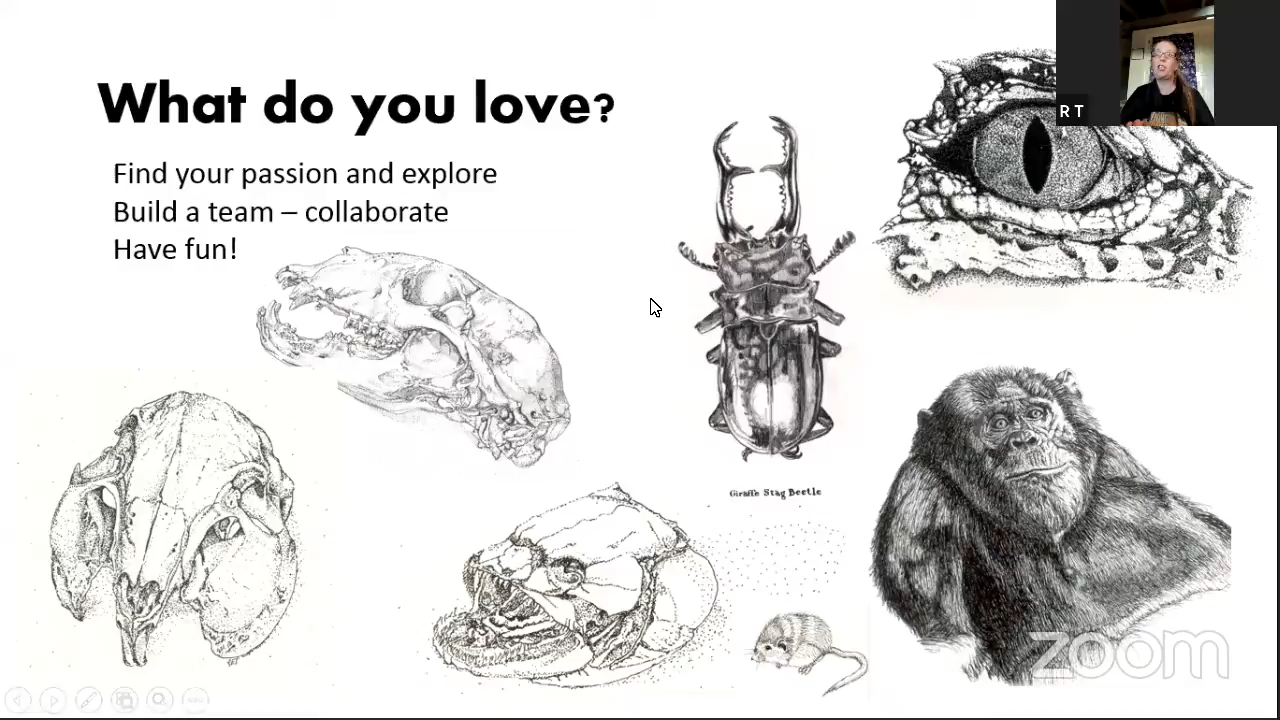 What do you love?
Find your passion and explore
Build a team – collaborate
Have fun!
R T
Giraffe Stag Beetle
zoom